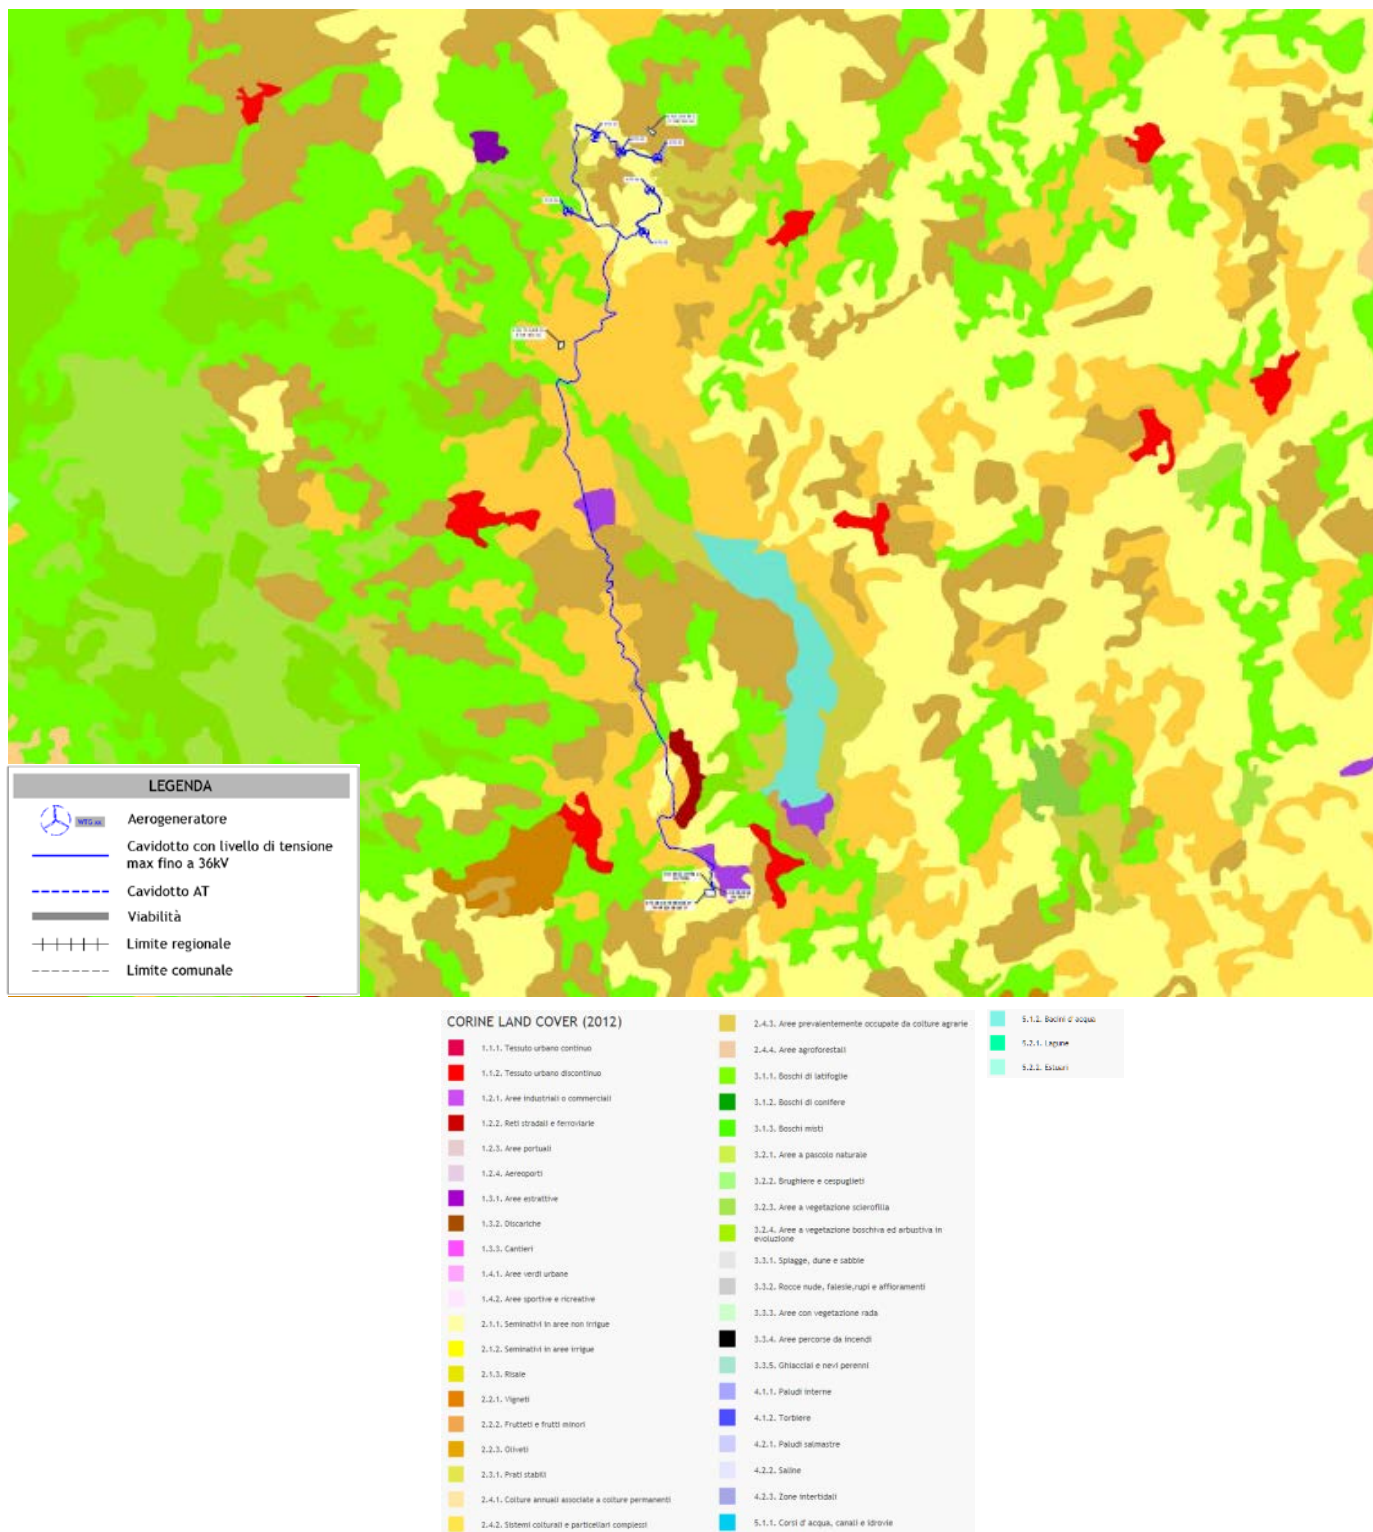 LEGENDA
WTG xx
Aerogeneratore
Cavidotto con livello di tensione
max fino a 36kV
Cavidotto AT
Viabilità
Limite regionale
Limite comunale
CORINE LAND COVER (2012)
1.1.1. Tessuto urbano continuo
1.1.2. Tessuto urbano discontinuo
1.2.1. Aree industriali o commerciali
1.2.2. Reti stradali e ferroviarie
1.2.3. Aree portuali
1.2.4. Aereoporti
1.3.1. Aree estrattive
1.3.2. Discariche
1.3.3. Cantieri
1.4.1. Aree verdi urbane
1.4.2. Aree sportive e ricreative
2.1.1. Seminativi in aree non irrigue
2.1.2. Seminativi in aree irrigue
2.1.3. Risaie
2.2.1. Vigneti
2.2.2. Frutteti e frutti minori
2.2.3. Oliveti
2.3.1. Prati stabili
2.4.1. Colture annuali associate a colture permanenti
2.4.2. Sistemi colturali e particellari complessi
2.4.3. Aree prevalentemente occupate da colture agrarie
2.4.4. Aree agroforestali
3.1.1. Boschi di latifoglie
3.1.2. Boschi di conifere
3.1.3. Boschi misti
3.2.1. Aree a pascolo naturale
3.2.2. Brughiere e cespuglieti
3.2.3. Aree a vegetazione sclerofilla
3.2.4. Aree a vegetazione boschiva ed arbustiva in
evoluzione
3.3.1. Spiagge, dune e sabbie
3.3.2. Rocce nude, falesie,rupi e affioramenti
3.3.3. Aree con vegetazione rada
3.3.4. Aree percorse da incendi
3.3.5. Ghiacciai e nevi perenni
4.1.1. Paludi interne
4.1.2. Torbiere
4.2.1. Paludi salmastre
4.2.2. Saline
4.2.3. Zone intertidali
5.1.1. Corsi d' acqua, canali e idrovie
5.1.2. Bacini d' acqua
5.2.1. Lagune
5.2.2. Estuari